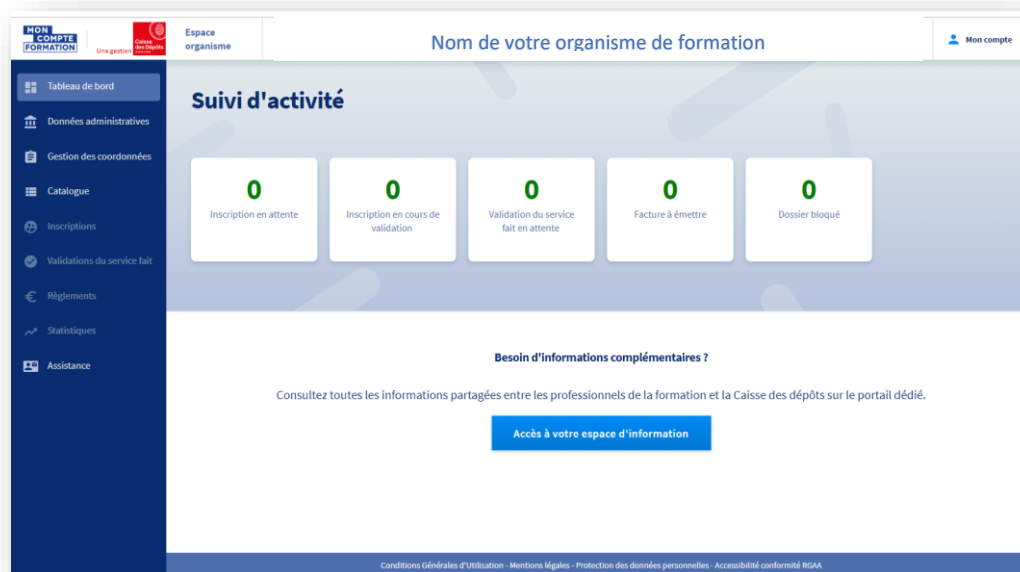 MON
COMPTE
FORMATION
Une gestion
Caisse
des Dépôts
Espace
organisme
Nom de votre organisme de formation
Mon compte
Tableau de bord
Données administratives
Gestion des coordonnées
Catalogue
Inscriptions
Validations du service fait
Règlements
Statistiques
Assistance
Suivi d'activité
0
Inscription en attente
0
Inscription en cours de
validation
0
Validation du service
fait en attente
0
Facture à émettre
0
Dossier bloqué
Besoin d'informations complémentaires ?
Consultez toutes les informations partagées entre les professionnels de la formation et la Caisse des dépôts sur le portail dédié.
Accès à votre espace d'information
Conditions Générales d'Utilisation - Mentions légales - Protection des données personnelles - Accessibilité conformité RGAA